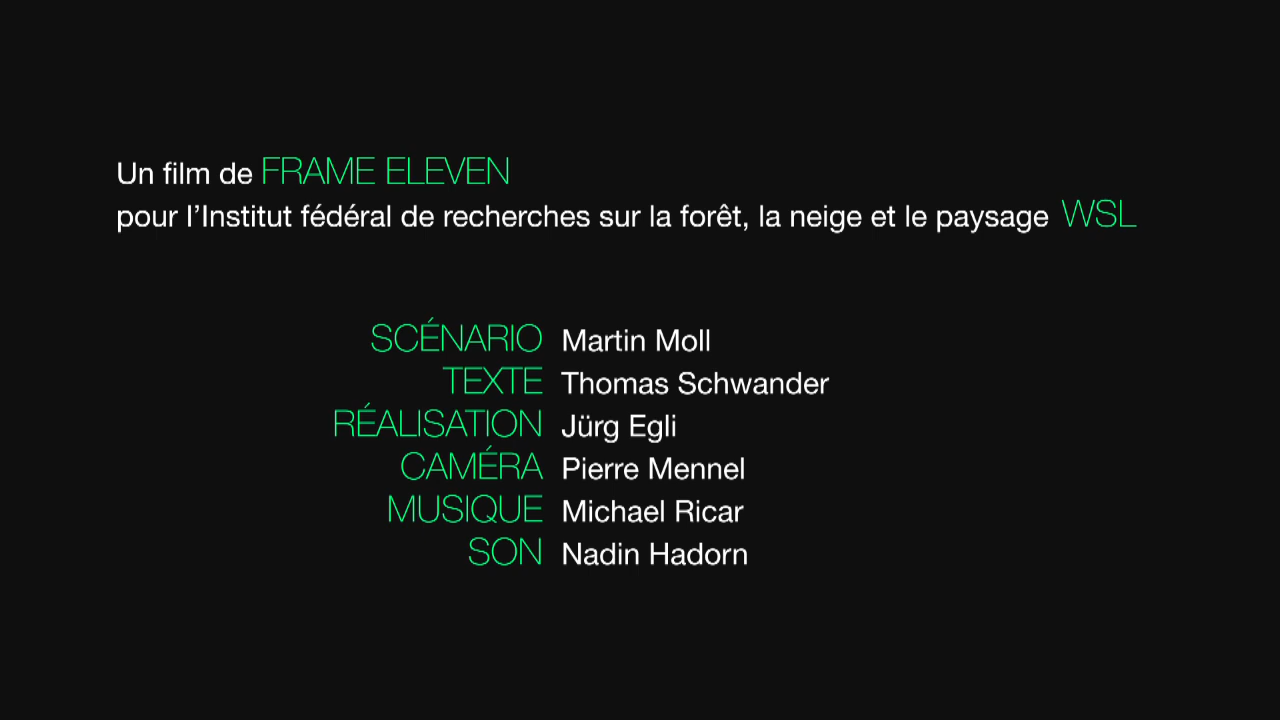 Un film de FRAME ELEVEN
pour l’Institut fédéral de recherches sur la forêt, la neige et le paysage WSL
SCÉNARIO Martin Moll
TEXTE Thomas Schwander
RÉALISATION Jürg Egli
CAMÉRA Pierre Mennel
MUSIQUE Michael Ricar
SON Nadin Hadorn